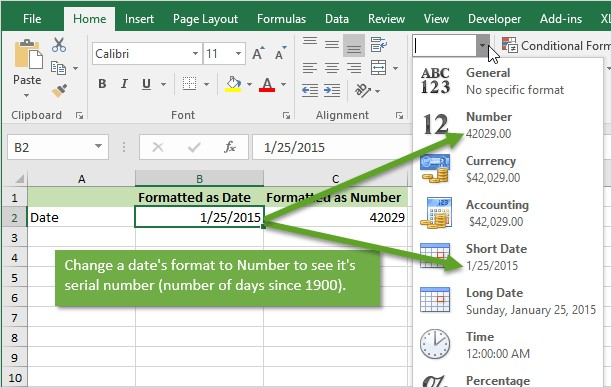 File Home Insert Page Layout Formulas Data Review View Developer Add-ins
Paste
Calibri 11
B I U A
Conditional Form
Clipboard Font Alignment
B2 fx 1/25/2015
A B C
1 Formatted as Date Formatted as Number
2 Date 1/25/2015 42029
3
4
5
6
7
8
9
10
Change a date's format to Number to see it's
serial number (number of days since 1900).
ABC
123
General
No specific format
12
Number
42029.00
Currency
$42,029.00
Accounting
$42,029.00
Short Date
1/25/2015
Long Date
Sunday, January 25, 2015
Time
12:00:00 AM
%
Percentage